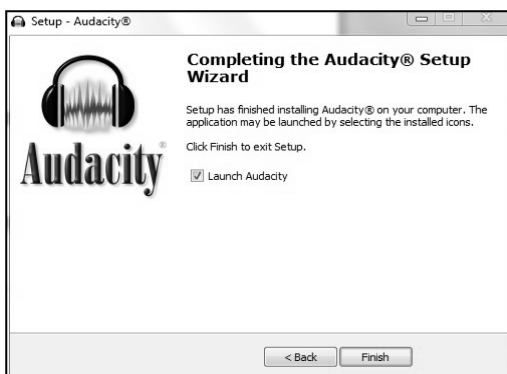 Setup - Audacity®
Completing the Audacity® Setup
Wizard
Setup has finished installing Audacity® on your computer. The
application may be launched by selecting the installed icons.
Click Finish to exit Setup.
Launch Audacity
Audacity®
< Back
Finish